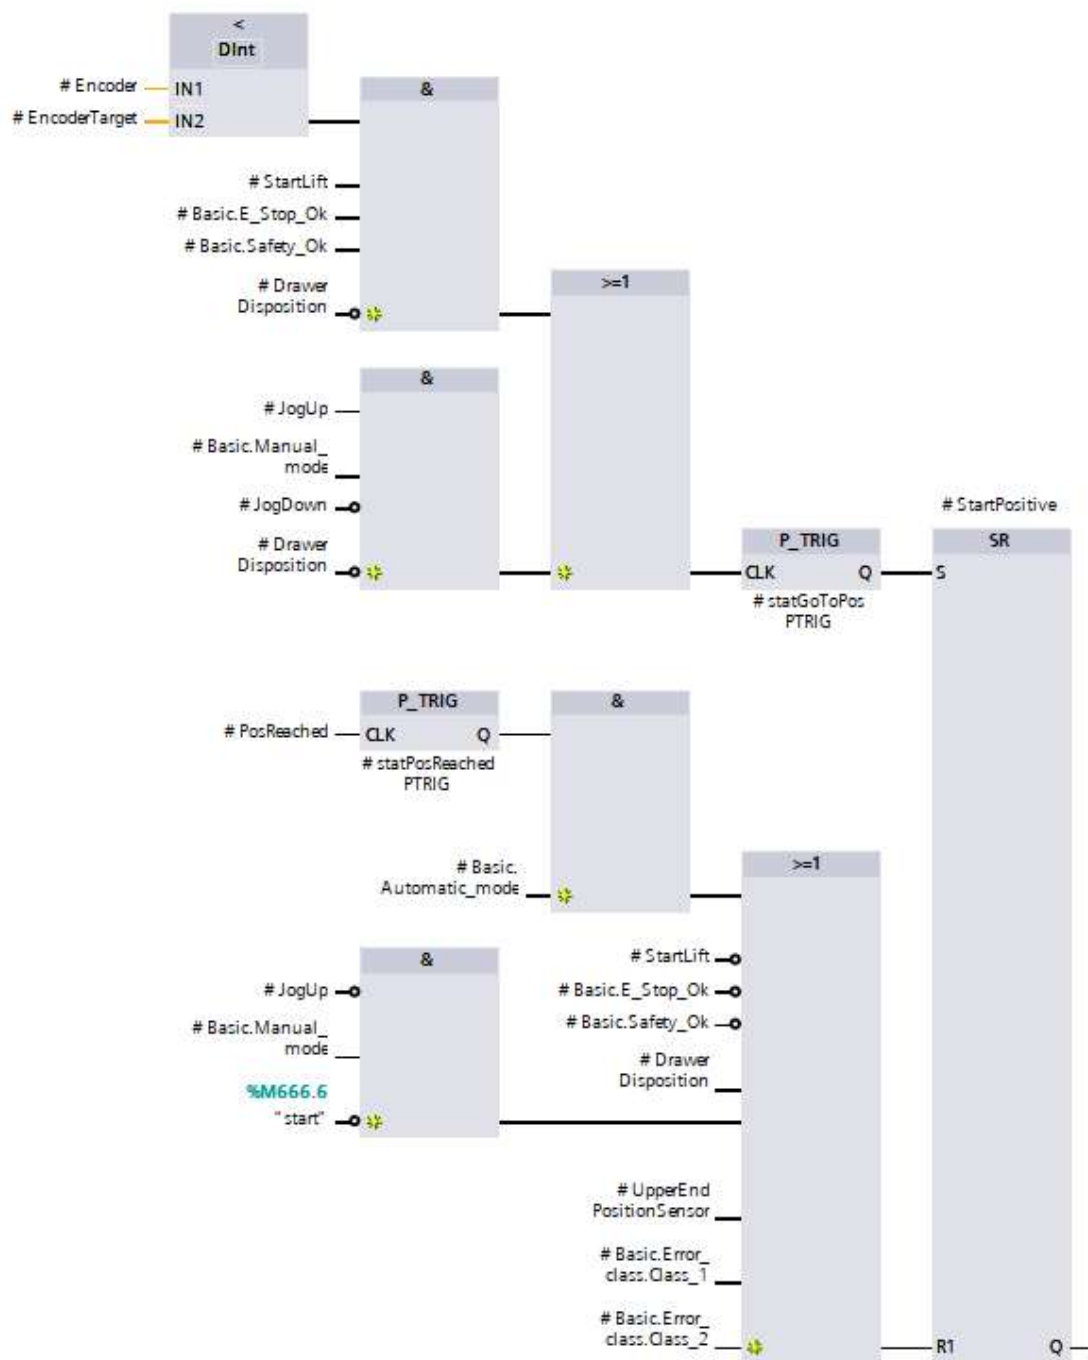 <
DInt
# Encoder
IN1
# EncoderTarget
IN2
&
# StartLift
# Basic.E_Stop_Ok
# Basic.Safety_Ok
# Drawer
Disposition
>=1
&
# JogUp
# Basic.Manual_
mode
# JogDown
# Drawer
Disposition
# StartPositive
P_TRIG
SR
CLK
Q
S
# statGoToPos
PTRIG
P_TRIG
&
# PosReached
CLK
Q
# statPosReached
PTRIG
# Basic.
Automatic_mode
>=1
&
# StartLift
# JogUp
# Basic.E_Stop_Ok
# Basic.Manual_
mode
# Basic.Safety_Ok
# Drawer
Disposition
%M666.6
"start"
# UpperEnd
PositionSensor
# Basic.Error_
class.Class_1
# Basic.Error_
class.Class_2
R1
Q